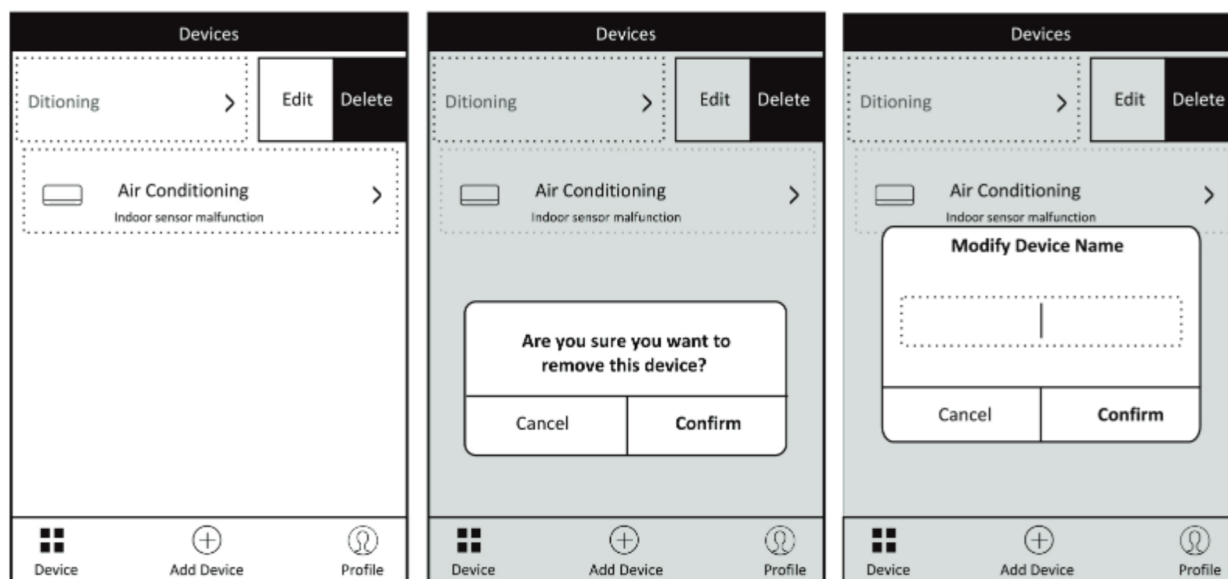 Devices
Ditioning
Edit
Delete
Air Conditioning
Indoor sensor malfunction
Device
Add Device
Profile
Devices
Ditioning
Edit
Delete
Air Conditioning
Indoor sensor malfunction
Are you sure you want to
remove this device?
Cancel
Confirm
Device
Add Device
Profile
Devices
Ditioning
Edit
Delete
Air Conditioning
Indoor sensor malfunction
Modify Device Name
Cancel
Confirm
Device
Add Device
Profile